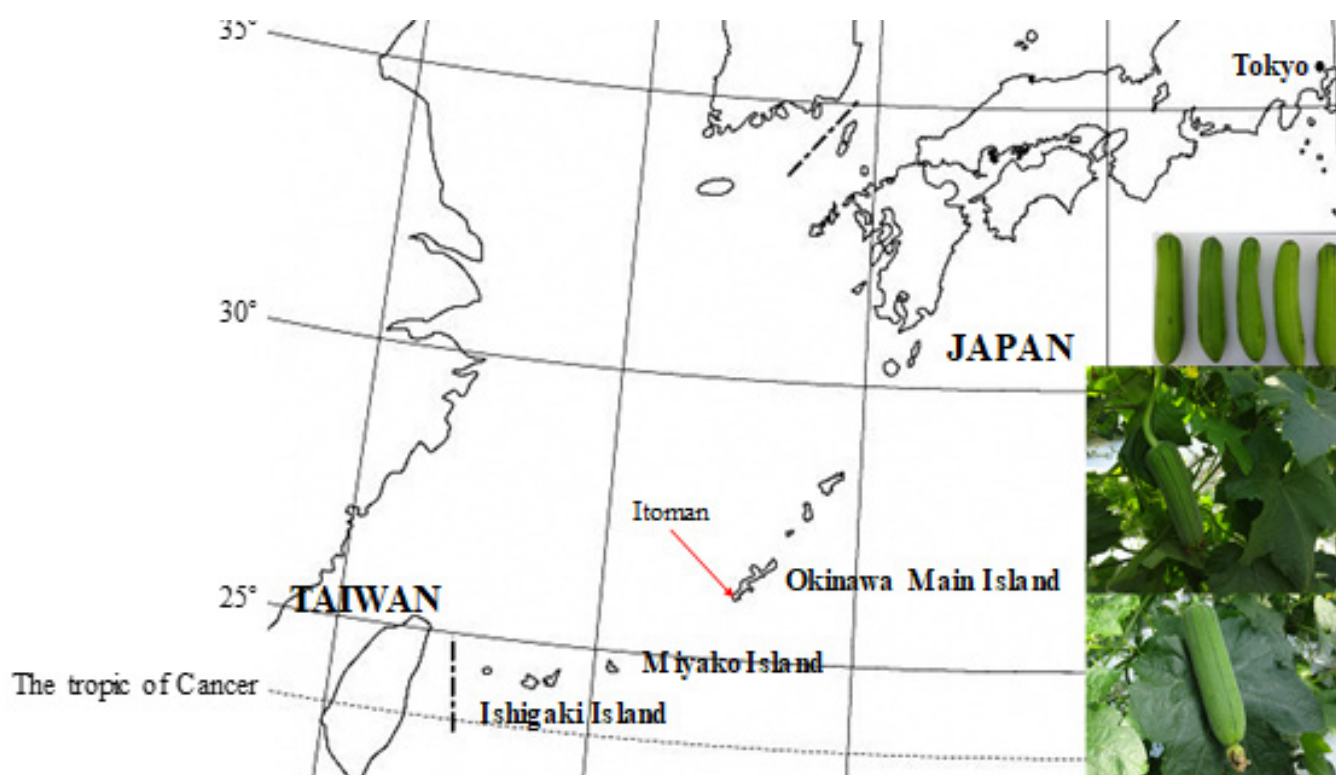 35°
Tokyo
30°
JAPAN
Itoman
Okinawa Main Island
25°
TAIWAN
Miyako Island
The tropic of Cancer
Ishigaki Island